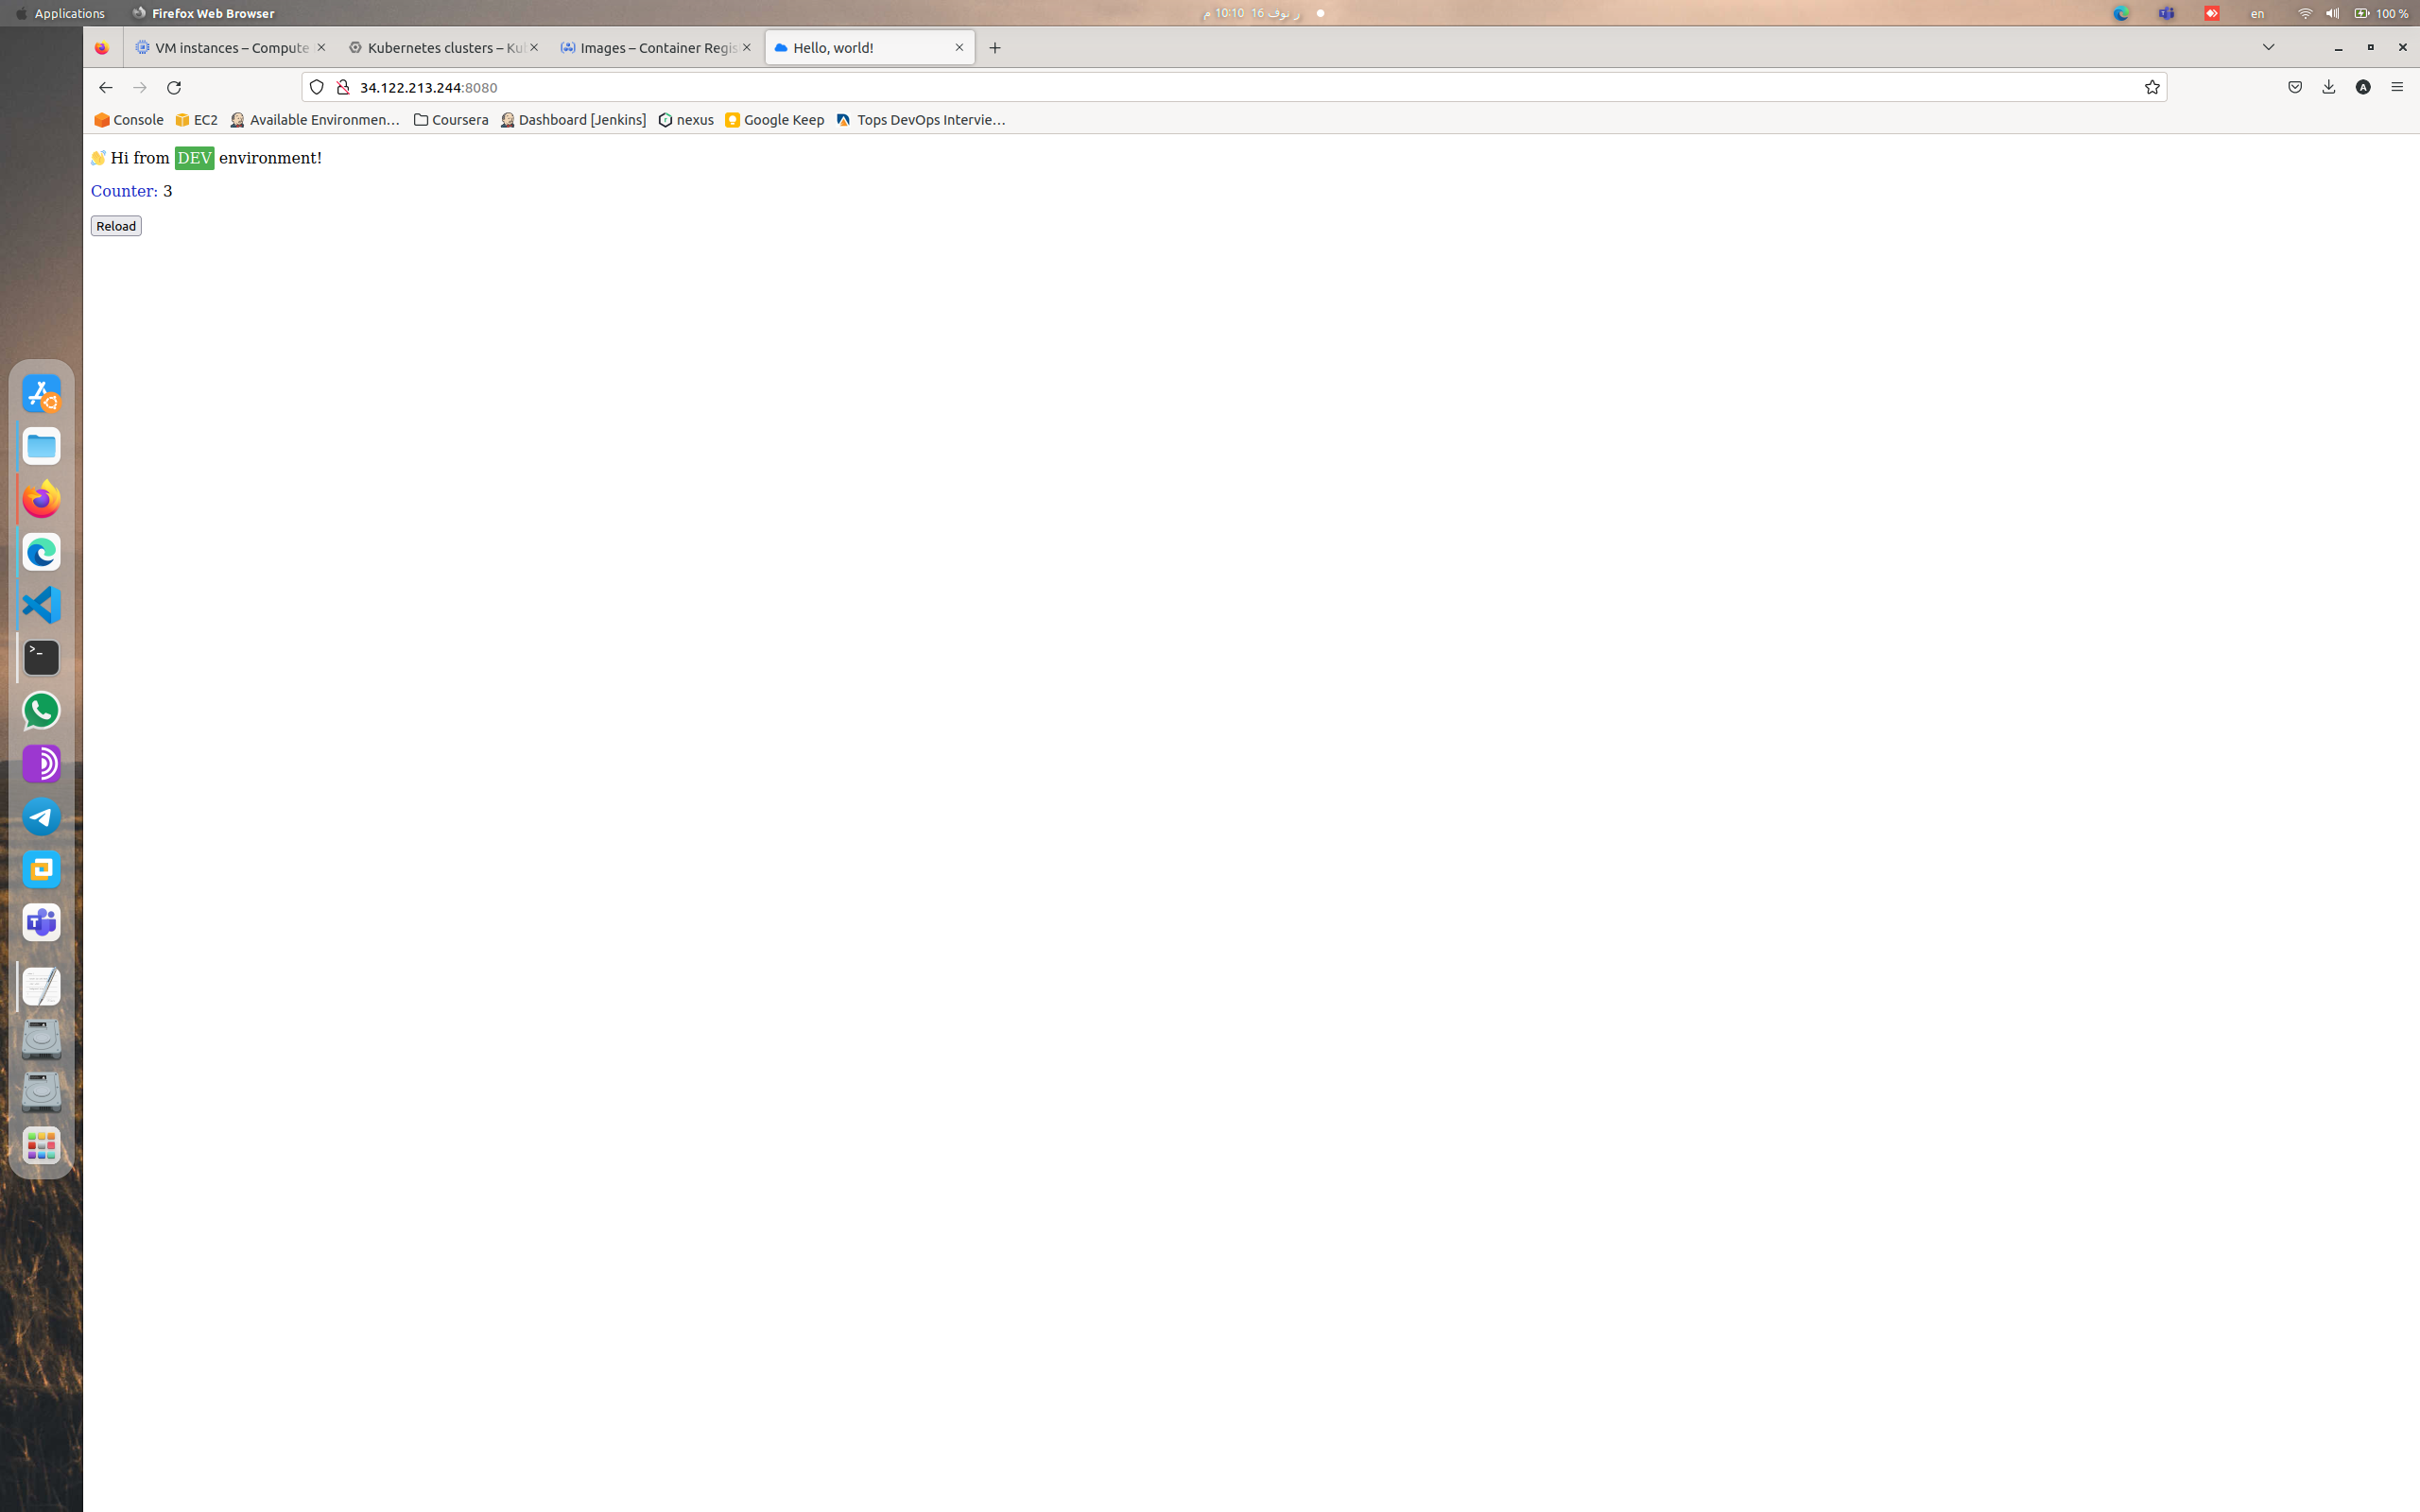 Applications Firefox Web Browser ر نوف 16 10:10 م en 100 %
VM instances – Compute Kubernetes clusters – Kul Images – Container Regis Hello, world!
34.122.213.244:8080
Console EC2 Available Environmen… Coursera Dashboard [Jenkins] nexus Google Keep Tops DevOps Intervie…
👋 Hi from DEV environment!
Counter: 3
Reload